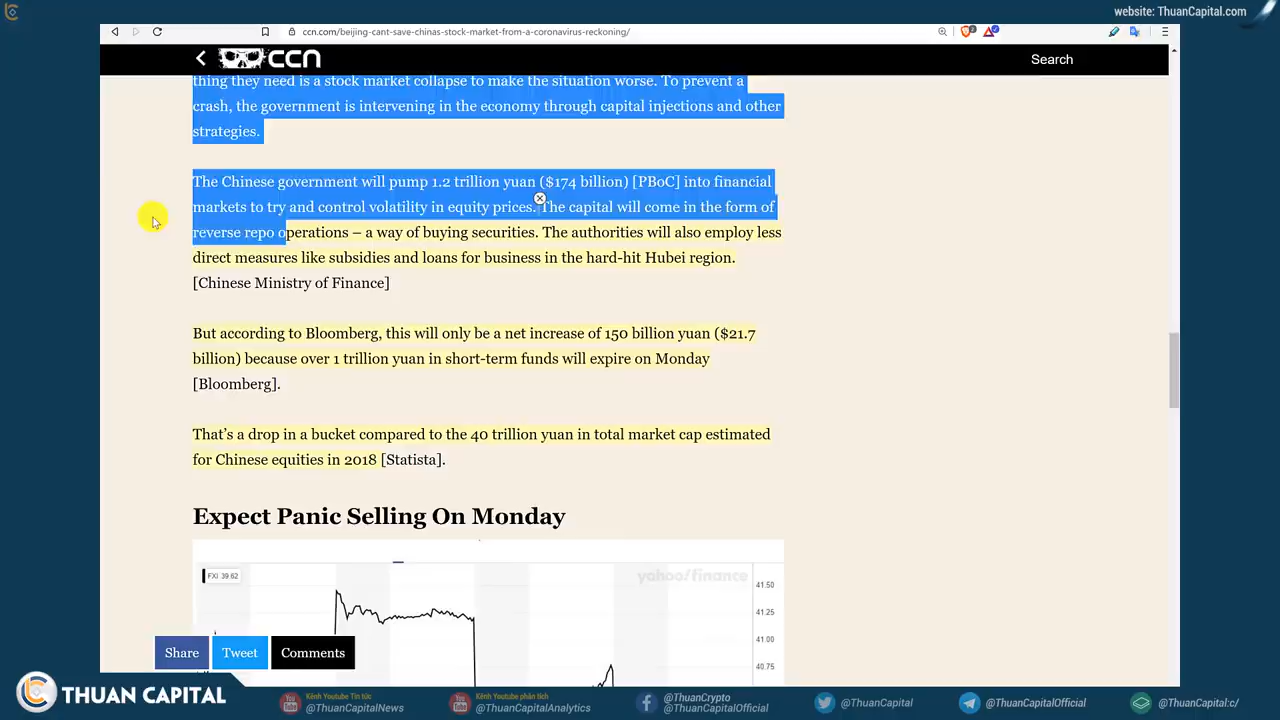 website: ThuanCapital.com
ccn.com/beijing-cant-save-chinas-stock-market-from-a-coronavirus-reckoning/
ccn
Search
thing they need is a stock market collapse to make the situation worse. To prevent a
crash, the government is intervening in the economy through capital injections and other
strategies.
The Chinese government will pump 1.2 trillion yuan ($174 billion) [PBoC] into financial
markets to try and control volatility in equity prices. The capital will come in the form of
reverse repo operations – a way of buying securities. The authorities will also employ less
direct measures like subsidies and loans for business in the hard-hit Hubei region.
[Chinese Ministry of Finance]
But according to Bloomberg, this will only be a net increase of 150 billion yuan ($21.7
billion) because over 1 trillion yuan in short-term funds will expire on Monday
[Bloomberg].
That's a drop in a bucket compared to the 40 trillion yuan in total market cap estimated
for Chinese equities in 2018 [Statista].
Expect Panic Selling On Monday
FXI 39.62
yahoo/finance
41.50
41.25
41.00
40.75
Share
Tweet
Comments
THUAN CAPITAL
Kênh Youtube Tin tức
@ThuanCapitalNews
Kênh Youtube phân tích
@ThuanCapitalAnalytics
@ThuanCrypto
@ThuanCapitalOfficial
@ThuanCapital
@ThuanCapitalOfficial
@ThuanCapital:c/